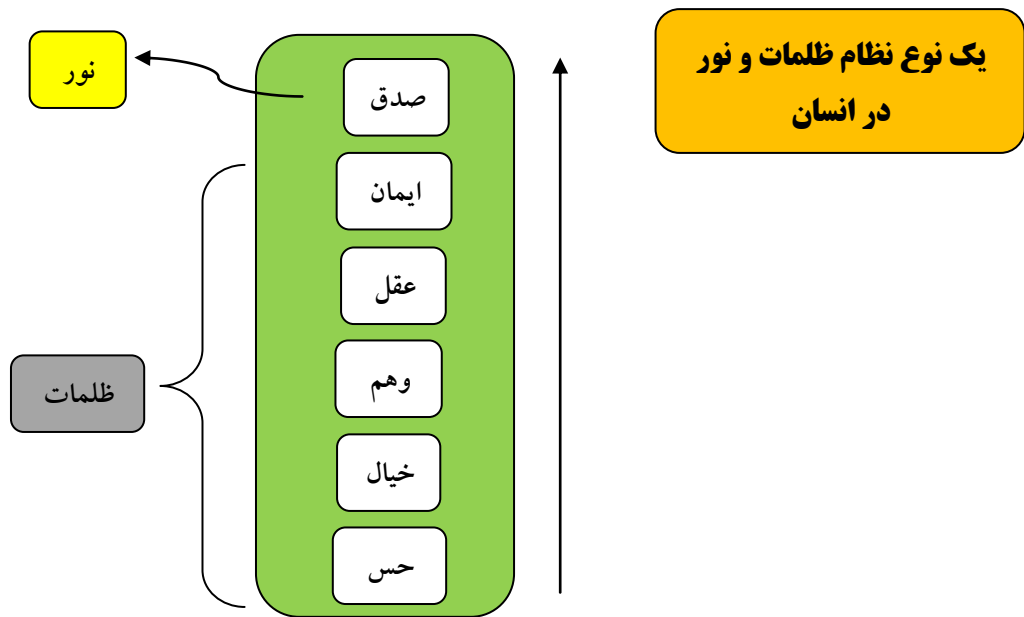 یک نوع نظام ظلمات و نور
در انسان
نور
صدق
ایمان
عقل
وهم
ظلمات
خیال
حس